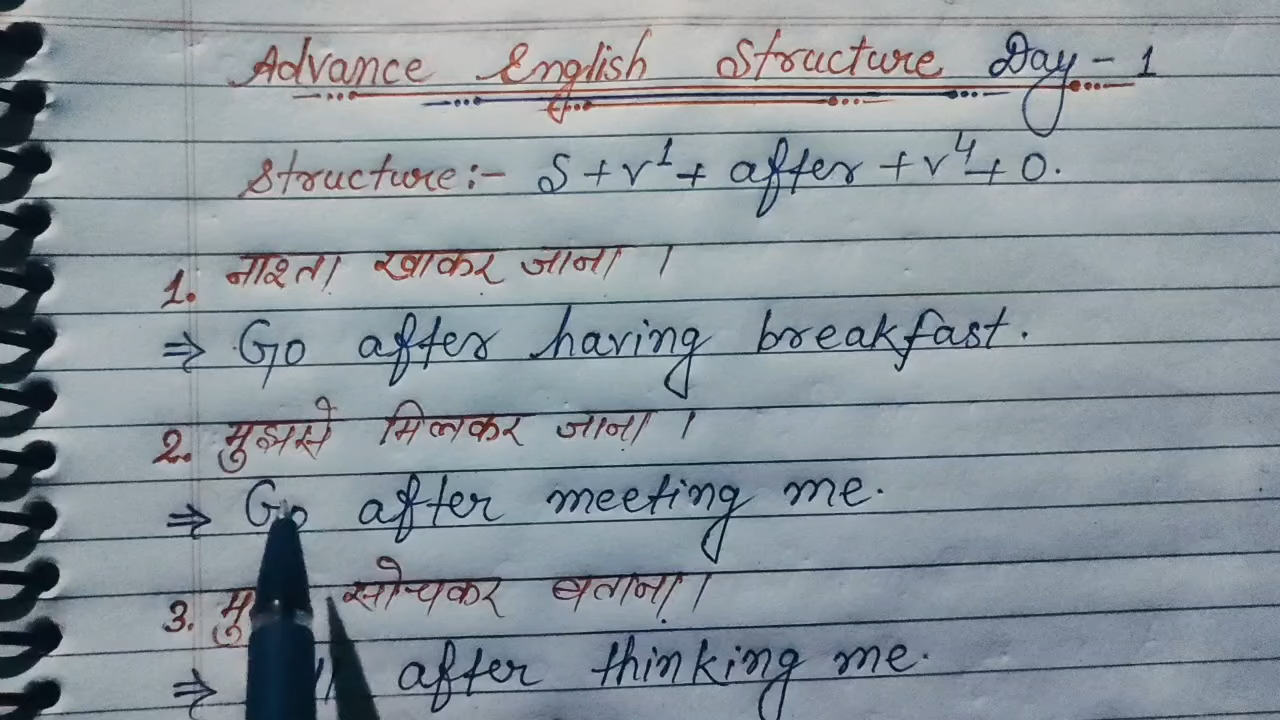 Advance English Structure Day - 1
Structure:- S + v¹ + after + v⁴ + O.
1. नाश्ता खाकर जाना ।
⇒ Go after having breakfast.
2. मुझसे मिलकर जाना ।
⇒ Go after meeting me.
3. सोचकर बताना ।
⇒ after thinking me.